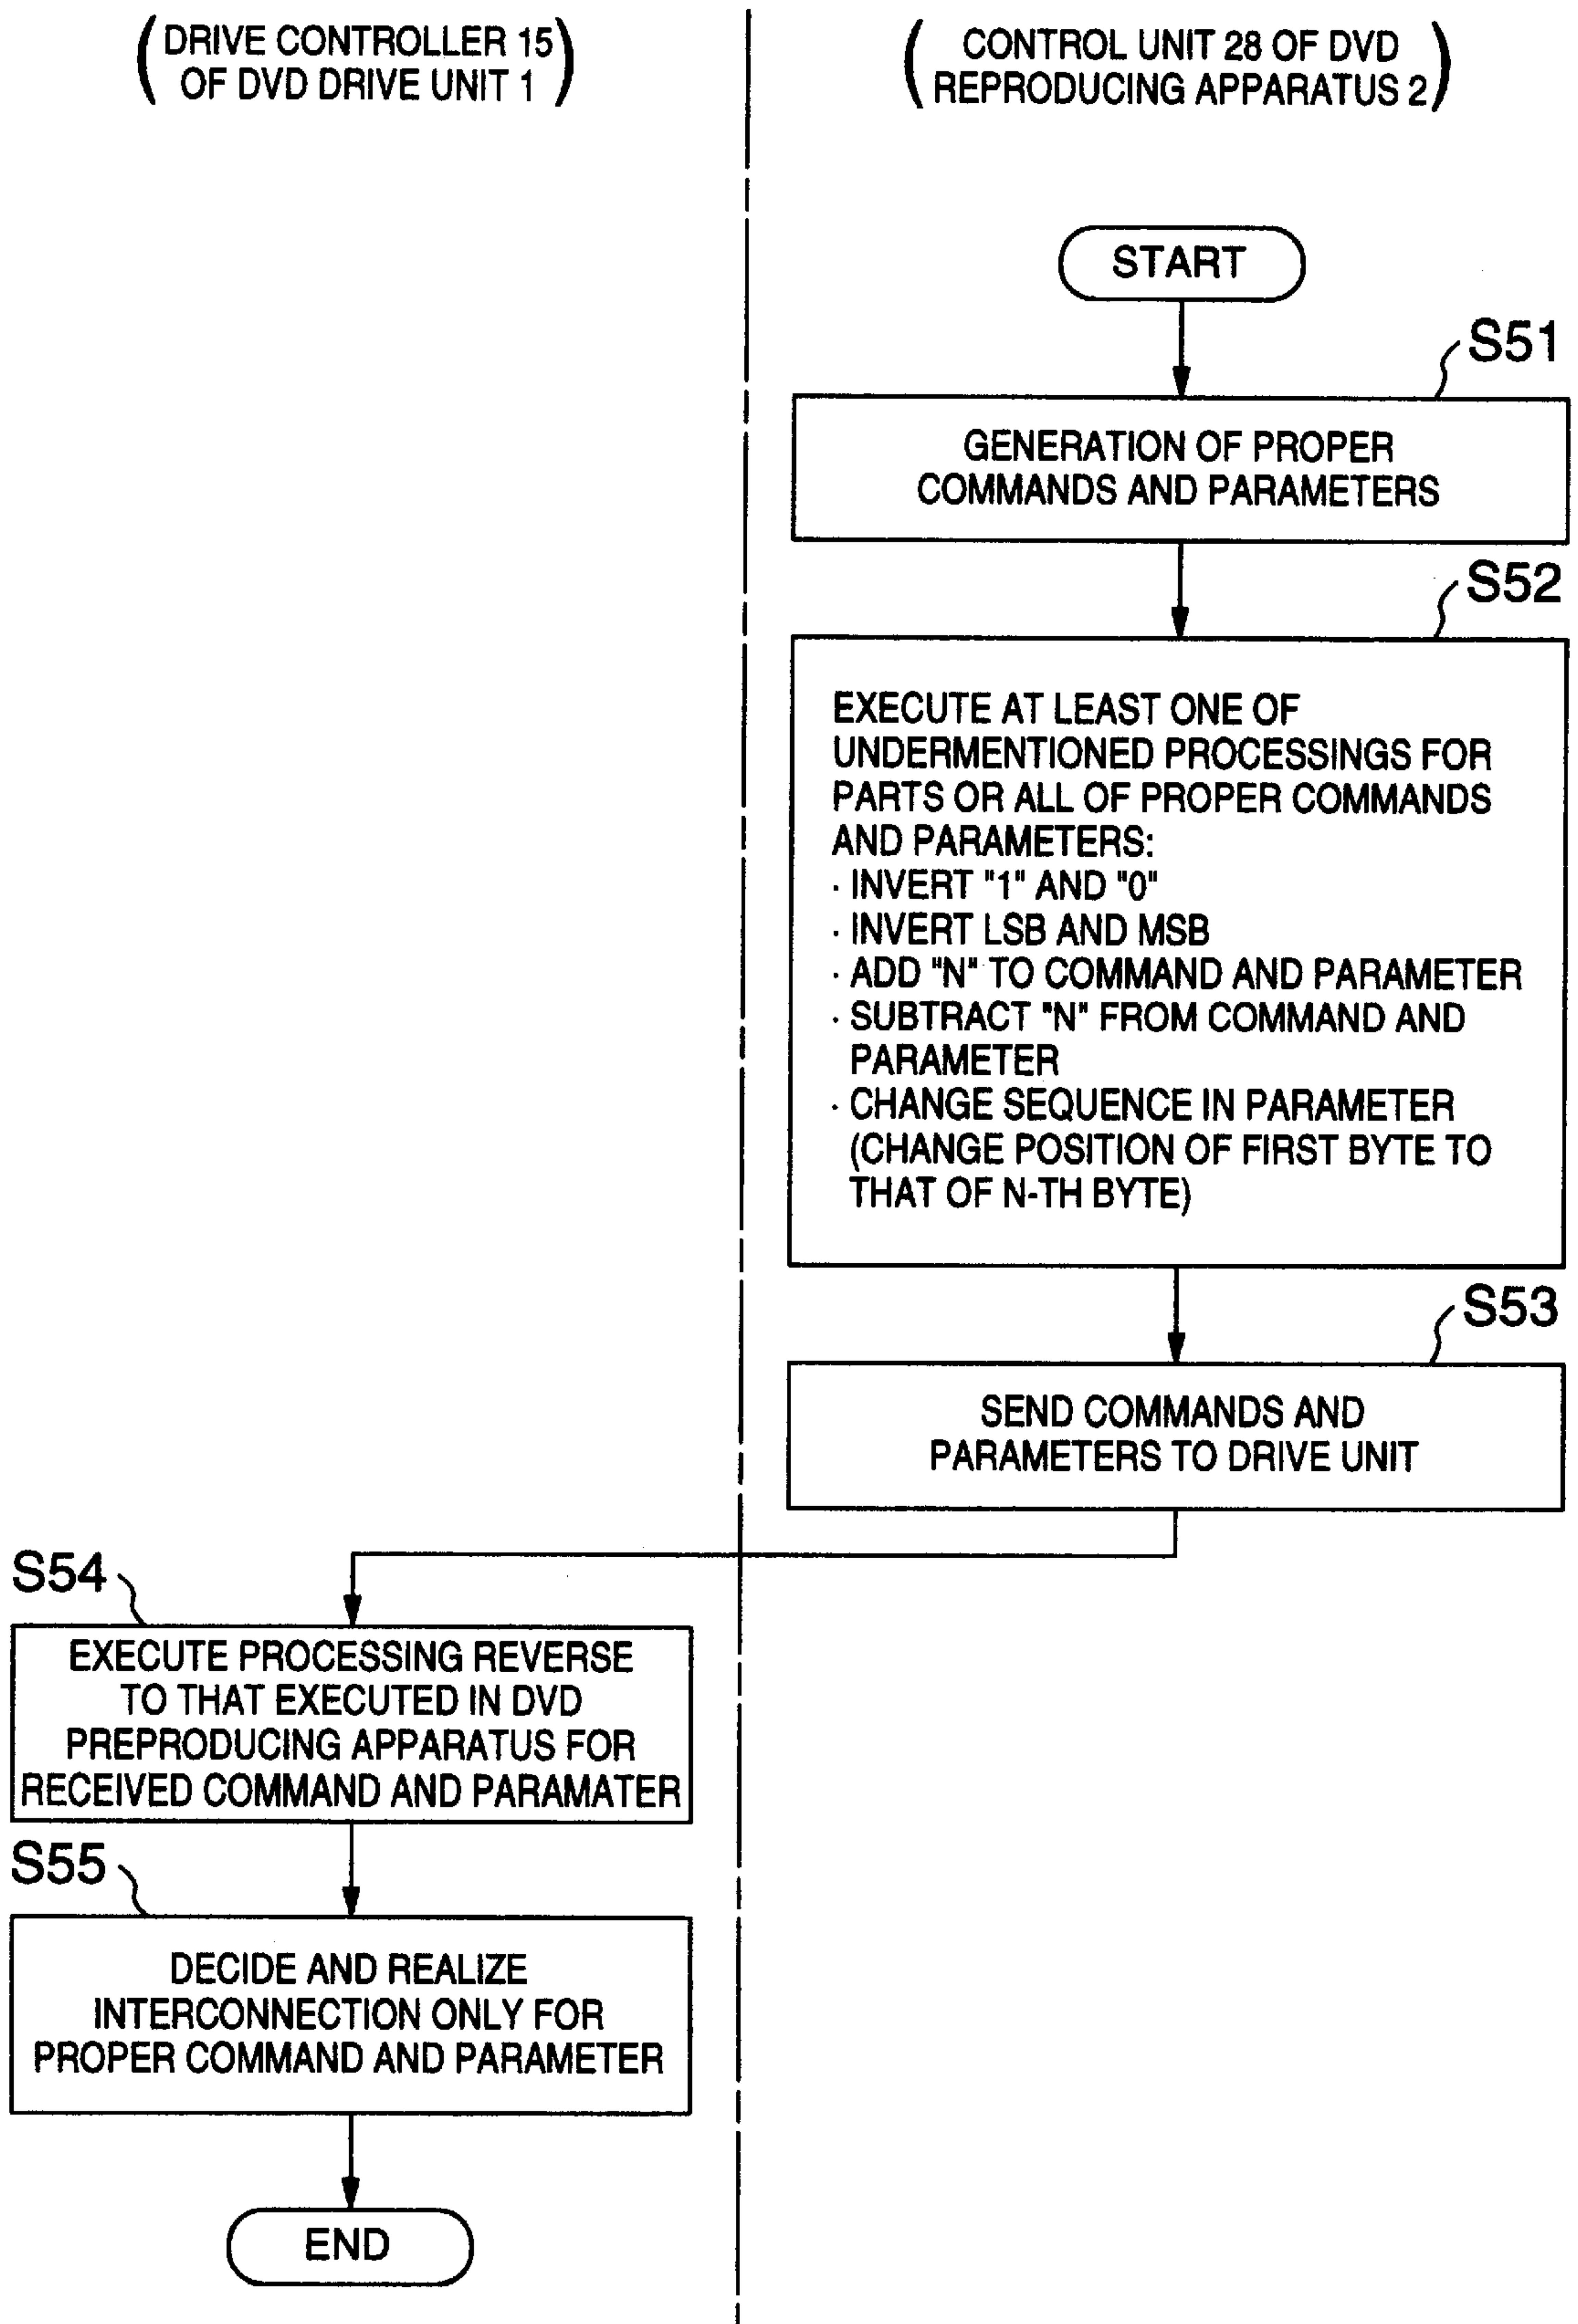 (DRIVE CONTROLLER 15
OF DVD DRIVE UNIT 1)
(CONTROL UNIT 28 OF DVD
REPRODUCING APPARATUS 2)
START
S51
GENERATION OF PROPER
COMMANDS AND PARAMETERS
S52
EXECUTE AT LEAST ONE OF
UNDERMENTIONED PROCESSINGS FOR
PARTS OR ALL OF PROPER COMMANDS
AND PARAMETERS:
· INVERT "1" AND "0"
· INVERT LSB AND MSB
· ADD "N" TO COMMAND AND PARAMETER
· SUBTRACT "N" FROM COMMAND AND
PARAMETER
· CHANGE SEQUENCE IN PARAMETER
(CHANGE POSITION OF FIRST BYTE TO
THAT OF N-TH BYTE)
S53
SEND COMMANDS AND
PARAMETERS TO DRIVE UNIT
S54
EXECUTE PROCESSING REVERSE
TO THAT EXECUTED IN DVD
PREPRODUCING APPARATUS FOR
RECEIVED COMMAND AND PARAMATER
S55
DECIDE AND REALIZE
INTERCONNECTION ONLY FOR
PROPER COMMAND AND PARAMETER
END